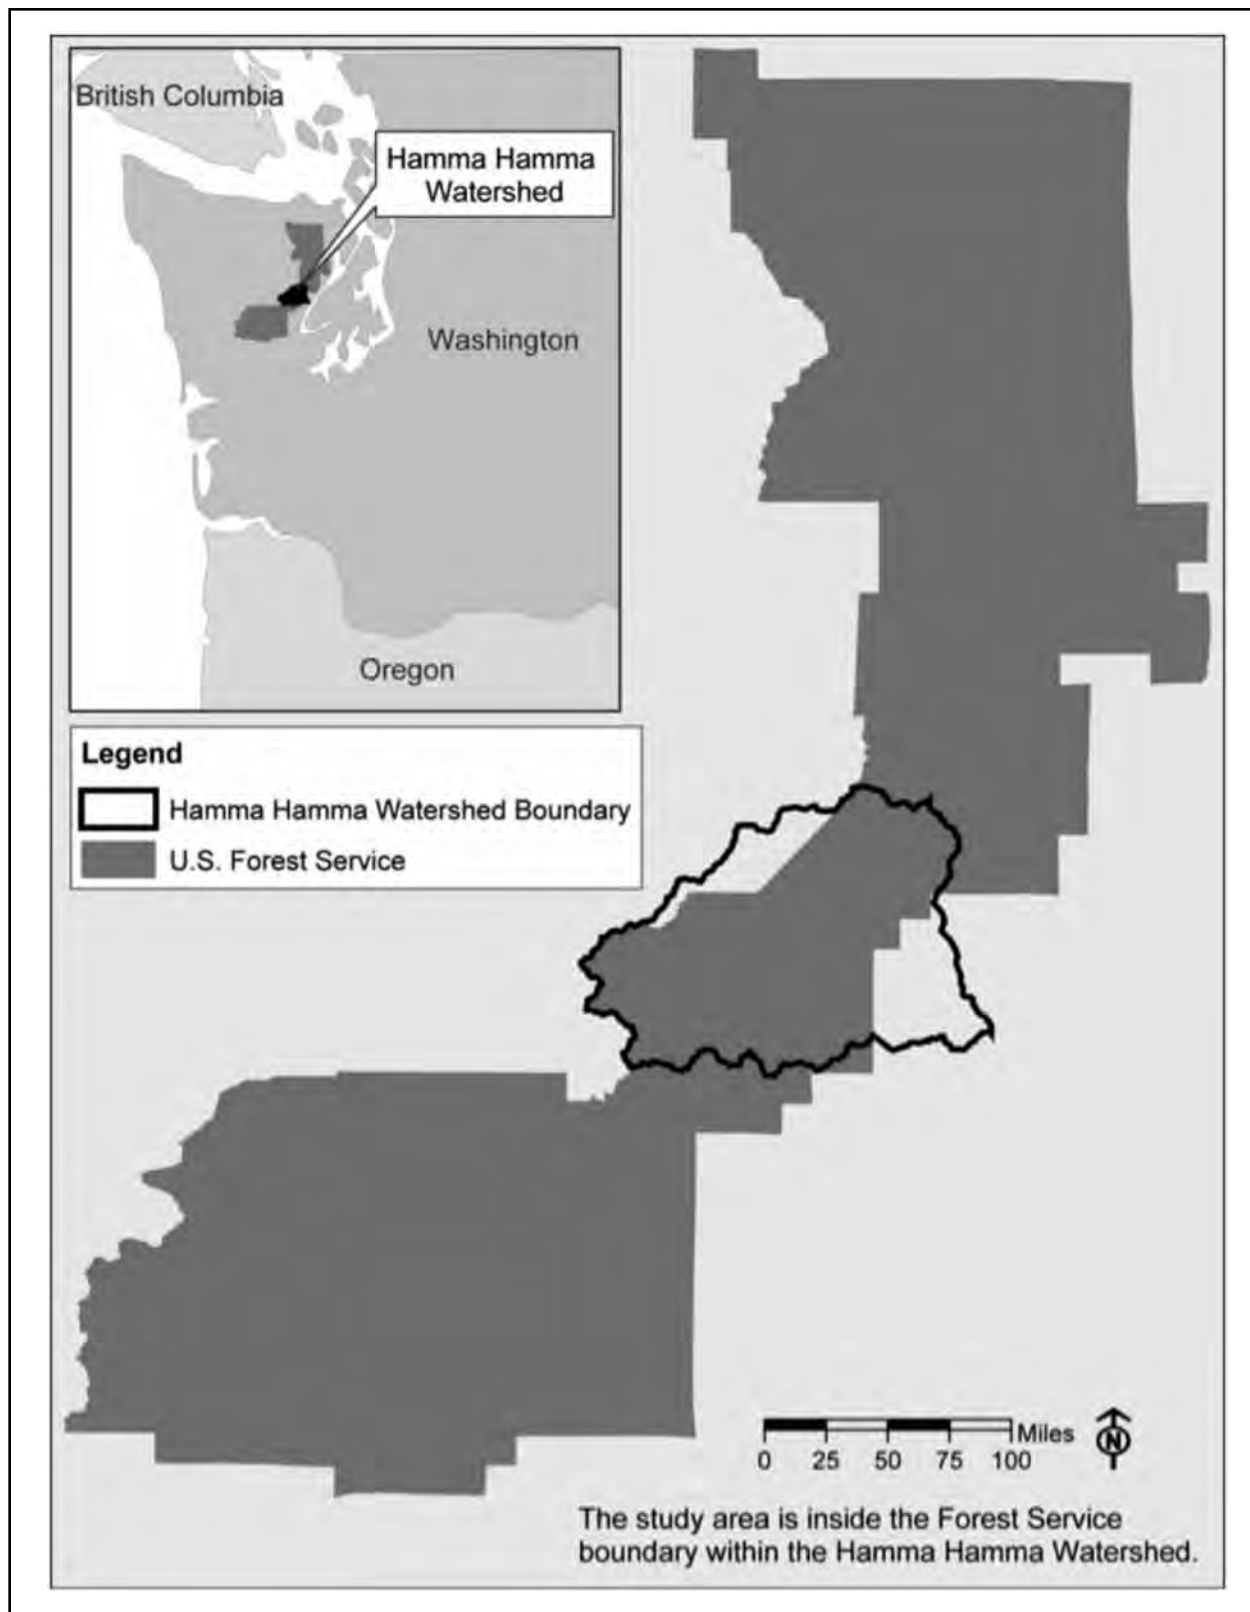 British Columbia
Hamma Hamma
Watershed
Washington
Oregon
Legend
Hamma Hamma Watershed Boundary
U.S. Forest Service
Miles
0 25 50 75 100
N
The study area is inside the Forest Service
boundary within the Hamma Hamma Watershed.